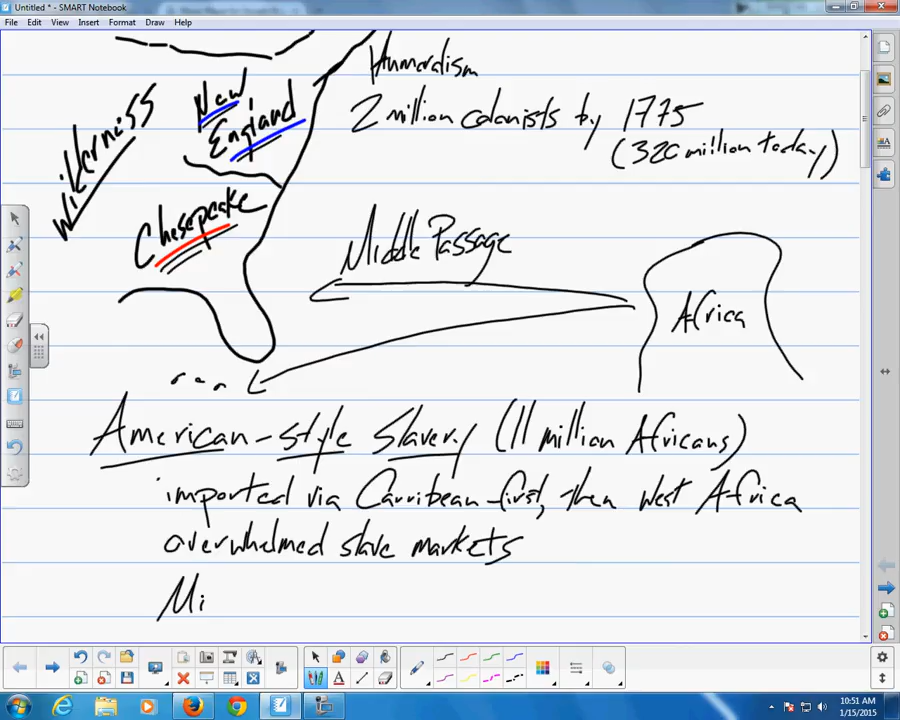 Untitled * - SMART Notebook
File Edit View Insert Format Draw Help
Humoralism
2 million colonists by 1775
(320 million today)
Wilderness
New
England
Chesepeake
Middle Passage
Africa
American-style Slavery (11 million Africans)
imported via Carribean first, then West Africa
overwhelmed slave markets
Mi
10:51 AM
1/15/2015